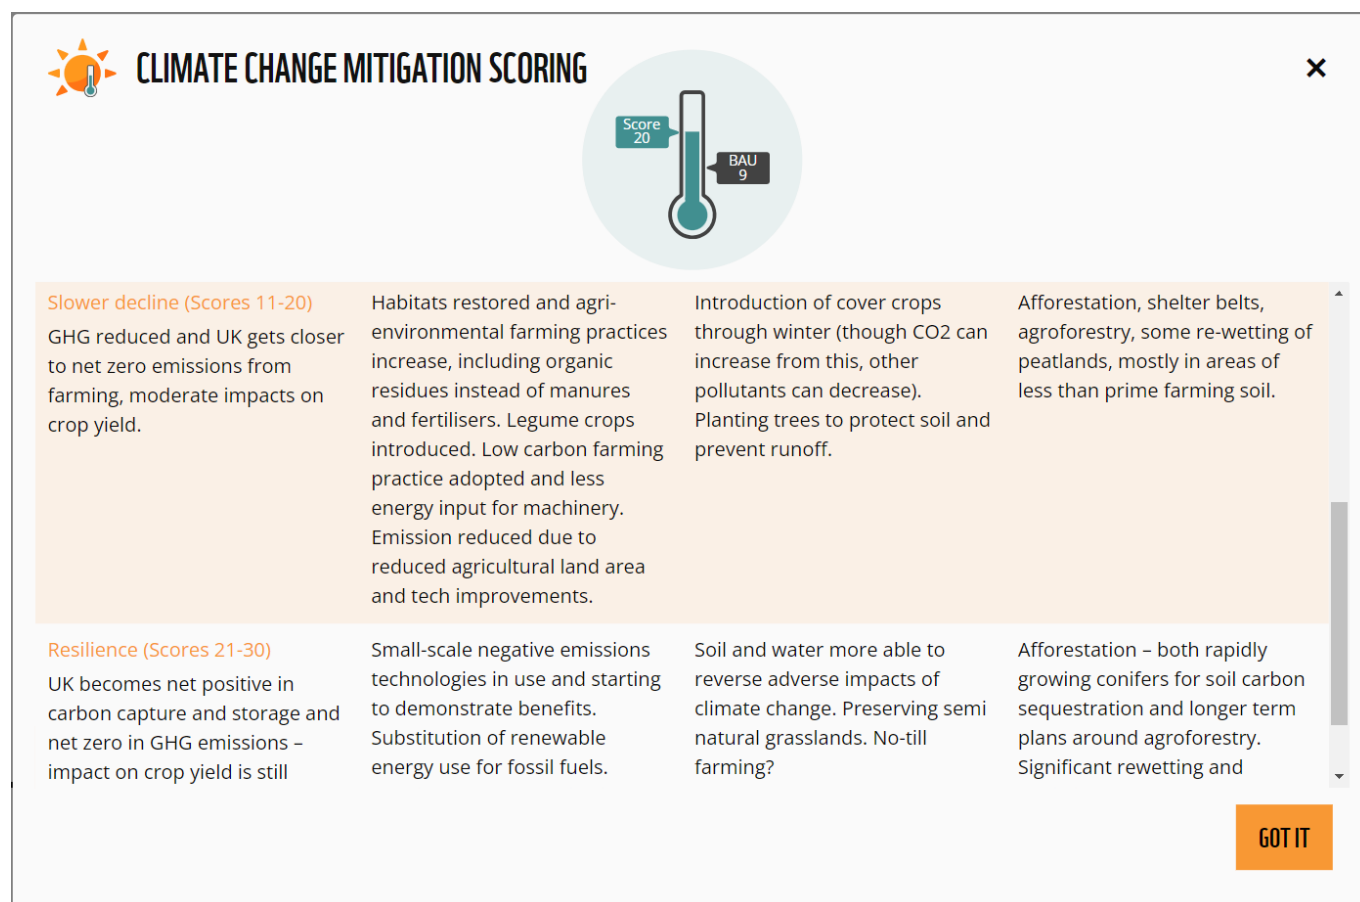 CLIMATE CHANGE MITIGATION SCORING
Score
20
BAU
9
Slower decline (Scores 11-20)
GHG reduced and UK gets closer
to net zero emissions from
farming, moderate impacts on
crop yield.
Habitats restored and agri-
environmental farming practices
increase, including organic
residues instead of manures
and fertilisers. Legume crops
introduced. Low carbon farming
practice adopted and less
energy input for machinery.
Emission reduced due to
reduced agricultural land area
and tech improvements.
Introduction of cover crops
through winter (though CO2 can
increase from this, other
pollutants can decrease).
Planting trees to protect soil and
prevent runoff.
Afforestation, shelter belts,
agroforestry, some re-wetting of
peatlands, mostly in areas of
less than prime farming soil.
Resilience (Scores 21-30)
UK becomes net positive in
carbon capture and storage and
net zero in GHG emissions –
impact on crop yield is still
Small-scale negative emissions
technologies in use and starting
to demonstrate benefits.
Substitution of renewable
energy use for fossil fuels.
Soil and water more able to
reverse adverse impacts of
climate change. Preserving semi
natural grasslands. No-till
farming?
Afforestation – both rapidly
growing conifers for soil carbon
sequestration and longer term
plans around agroforestry.
Significant rewetting and
GOT IT